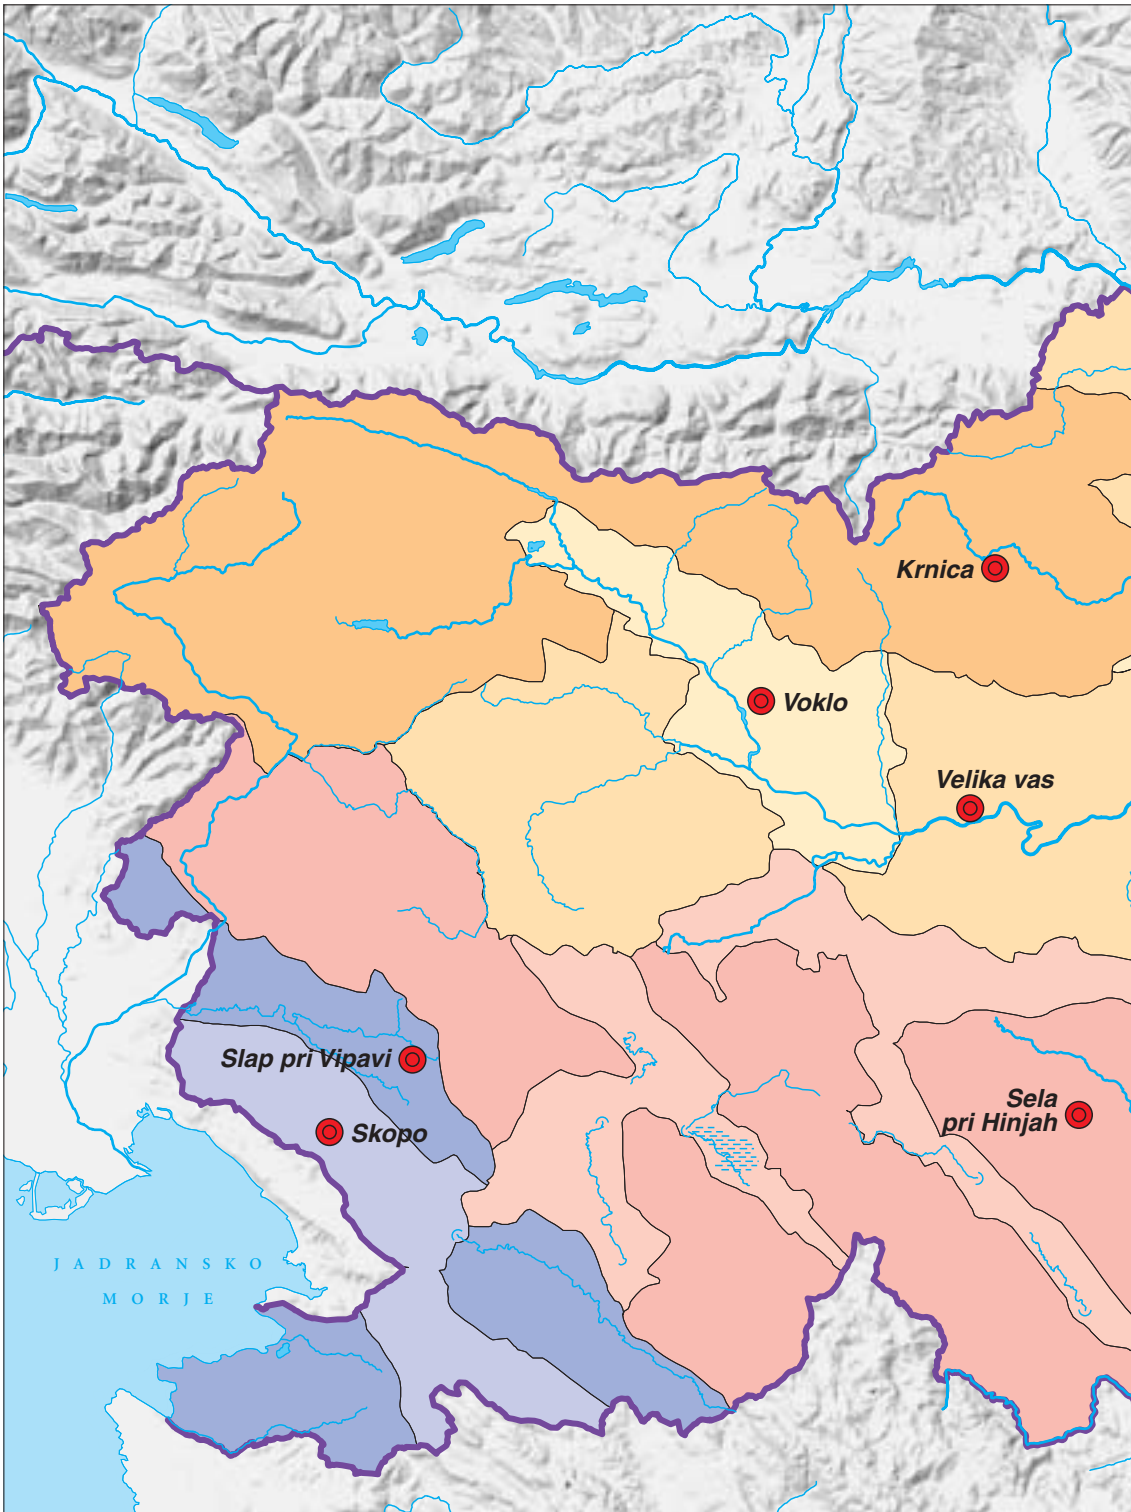 Krnica
Voklo
Velika vas
Slap pri Vipavi
Sela
pri Hinjah
Skopo
JADRANSKO
MORJE